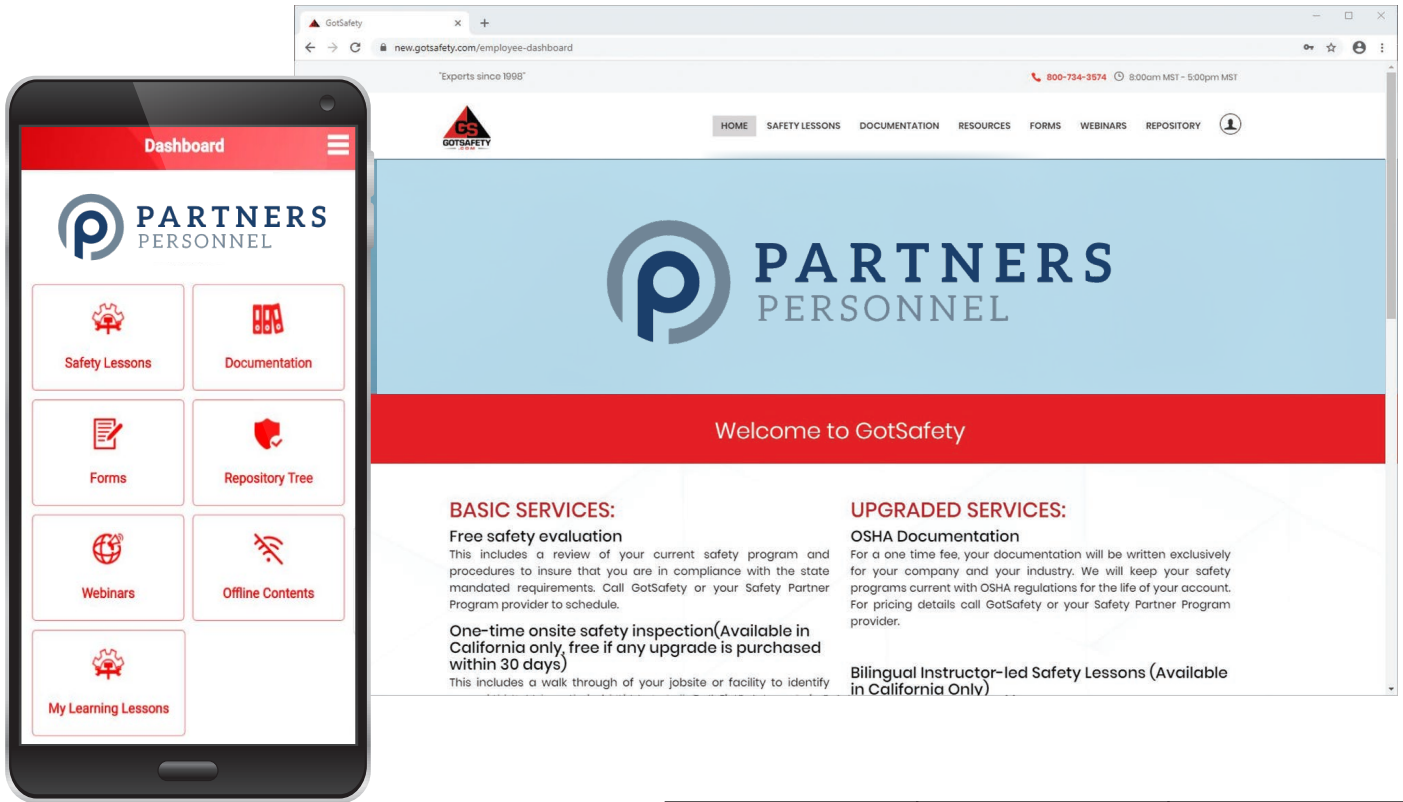 GotSafety
new.gotsafety.com/employee-dashboard
"Experts since 1998"
800-734-3574
8:00am MST - 5:00pm MST
GS
GOTSAFETY
.COM
HOME
SAFETY LESSONS
DOCUMENTATION
RESOURCES
FORMS
WEBINARS
REPOSITORY
PARTNERS
PERSONNEL
Welcome to GotSafety
BASIC SERVICES:
Free safety evaluation
This includes a review of your current safety program and
procedures to insure that you are in compliance with the state
mandated requirements. Call GotSafety or your Safety Partner
Program provider to schedule.
One-time onsite safety inspection(Available in
California only, free if any upgrade is purchased
within 30 days)
This includes a walk through of your jobsite or facility to identify
UPGRADED SERVICES:
OSHA Documentation
For a one time fee, your documentation will be written exclusively
for your company and your industry. We will keep your safety
programs current with OSHA regulations for the life of your account.
For pricing details call GotSafety or your Safety Partner Program
provider.
Bilingual Instructor-led Safety Lessons (Available
in California Only)
Dashboard
PARTNERS
PERSONNEL
Safety Lessons
Documentation
Forms
Repository Tree
Webinars
Offline Contents
My Learning Lessons